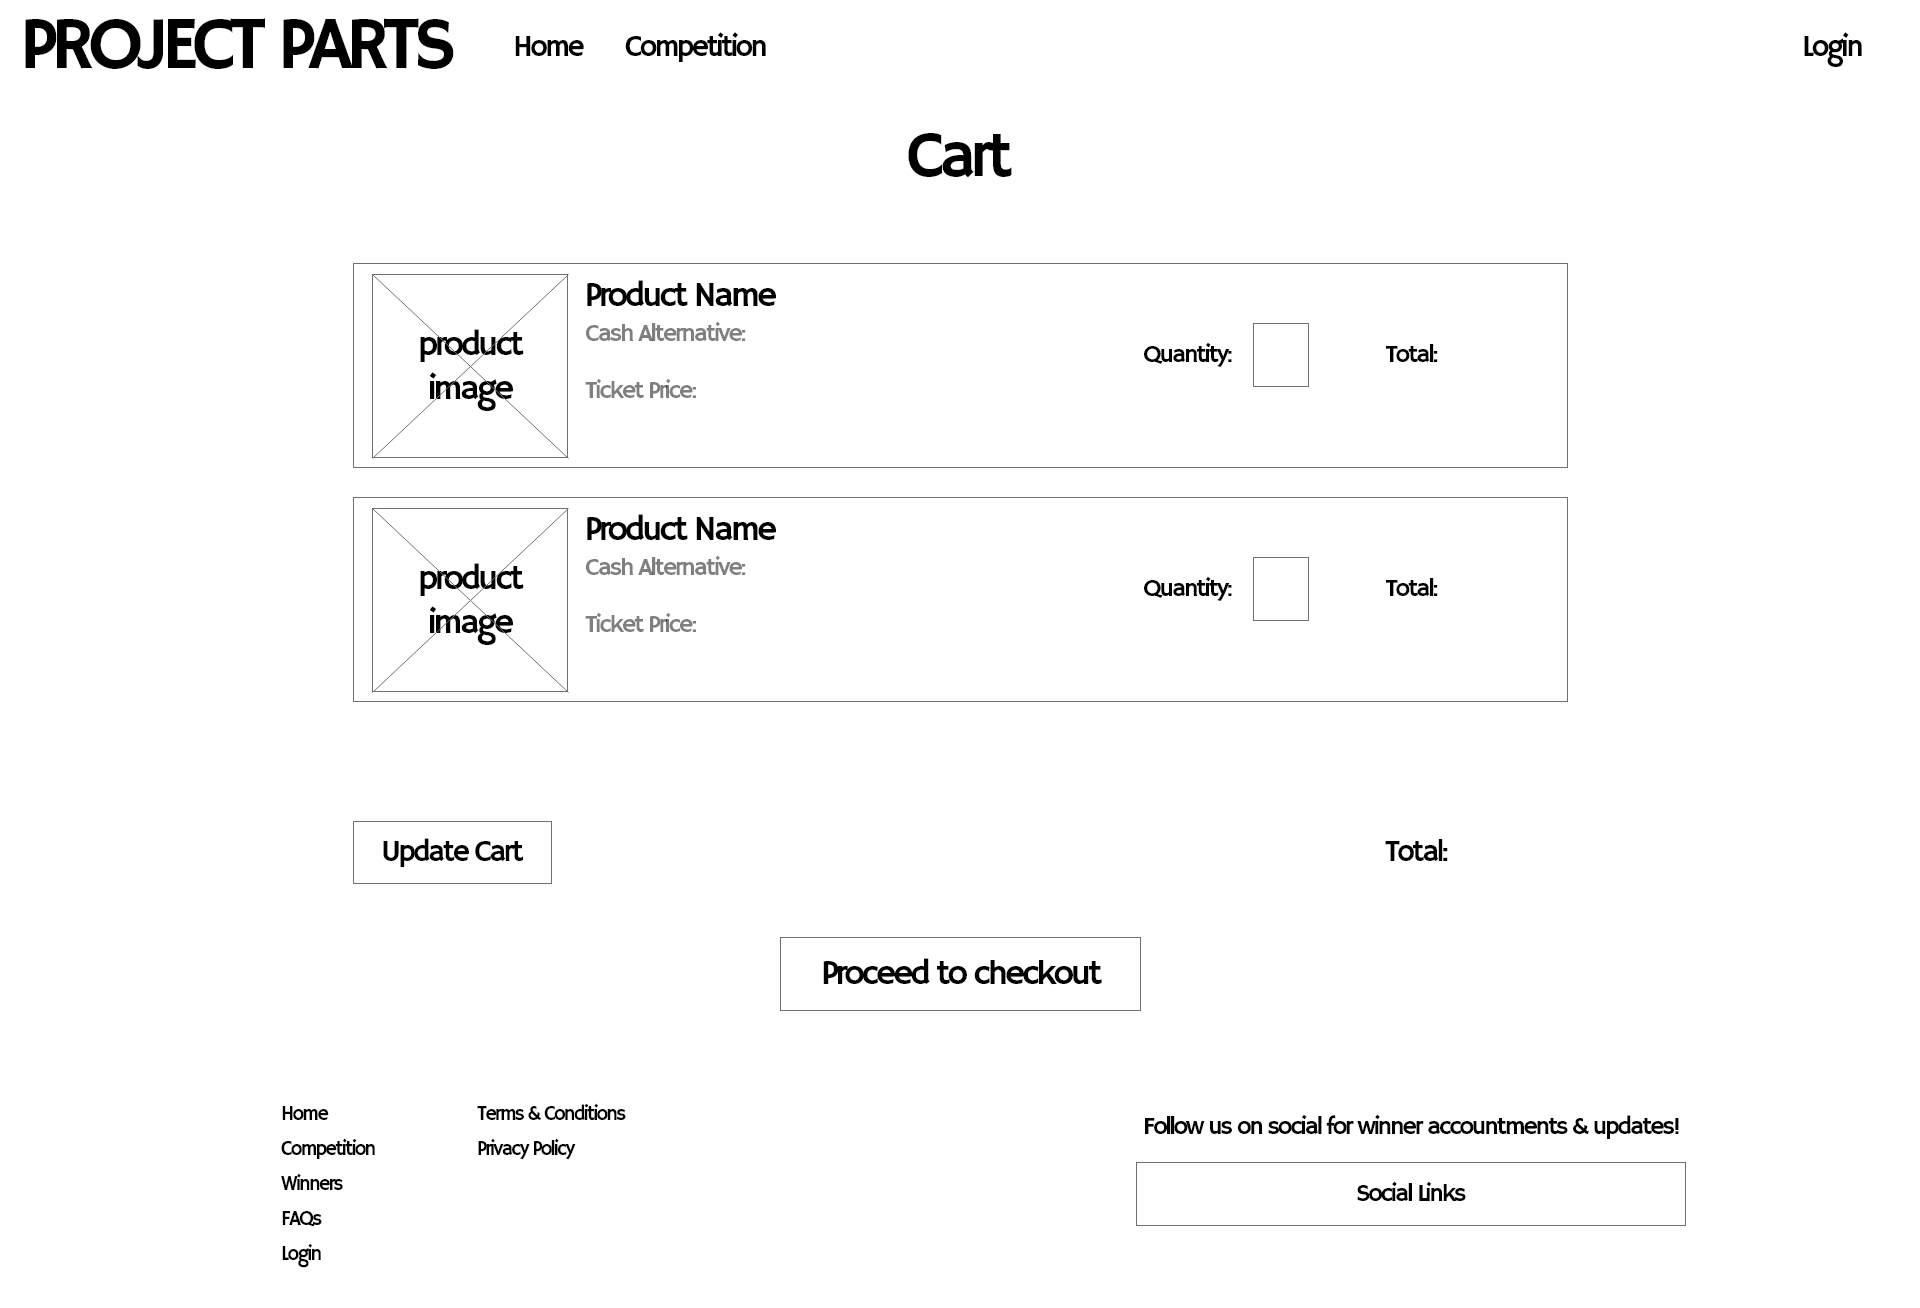 PROJECT PARTS Home Competition Login
Cart
product
image
Product Name
Cash Alternative:
Ticket Price:
Quantity:
Total:
product
image
Product Name
Cash Alternative:
Ticket Price:
Quantity:
Total:
Update Cart
Total:
Proceed to checkout
Home
Competition
Winners
FAQs
Login
Terms & Conditions
Privacy Policy
Follow us on social for winner accountments & updates!
Social Links